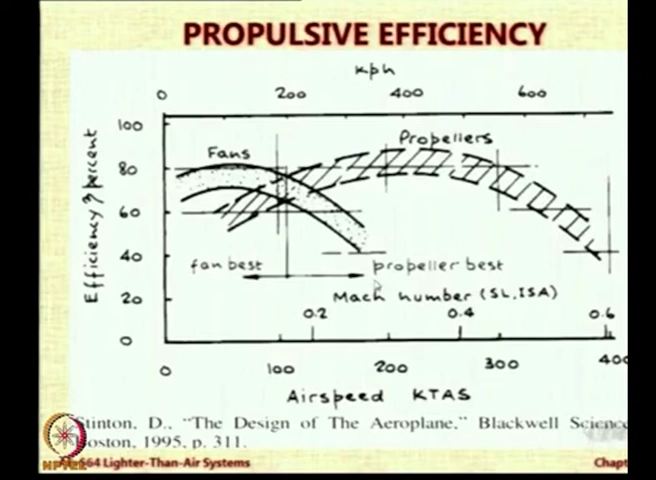 PROPULSIVE EFFICIENCY
kph
0 200 400 600
100
80
60
40
20
0
Efficiency η percent
Fans
Propellers
fan best
propeller best
Mach number (SL, ISA)
0.2 0.4 0.6
0 100 200 300 400
Airspeed KTAS
Stinton, D., "The Design of The Aeroplane," Blackwell Science
Boston, 1995, p. 311.
NPTEL
664 Lighter-Than-Air Systems
Chapt